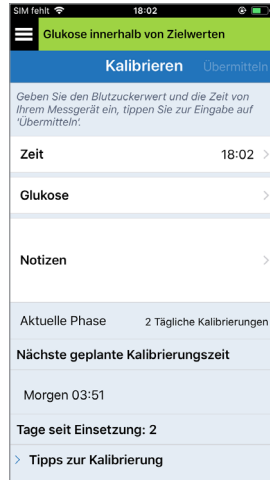 SIM fehlt 18:02
Glukose innerhalb von Zielwerten
Kalibrieren Übermitteln
Geben Sie den Blutzuckerwert und die Zeit von
Ihrem Messgerät ein, tippen Sie zur Eingabe auf
'Übermitteln'.
Zeit 18:02
Glukose
Notizen
Aktuelle Phase 2 Tägliche Kalibrierungen
Nächste geplante Kalibrierungszeit
Morgen 03:51
Tage seit Einsetzung: 2
Tipps zur Kalibrierung